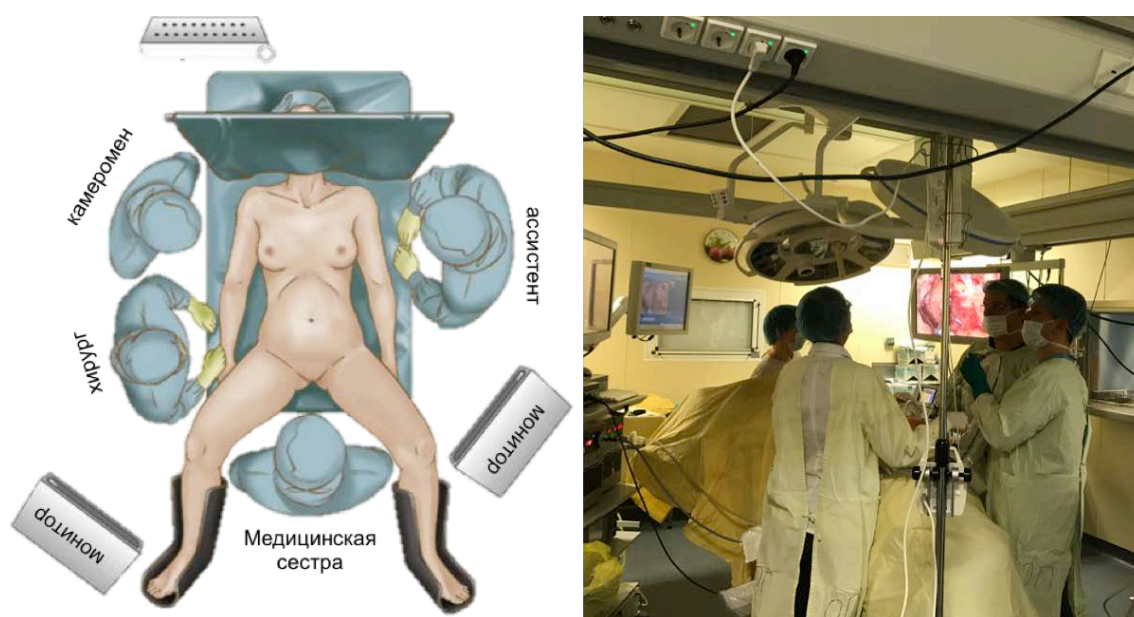 камеромен
ассистент
хирург
монитор
монитор
Медицинская
сестра